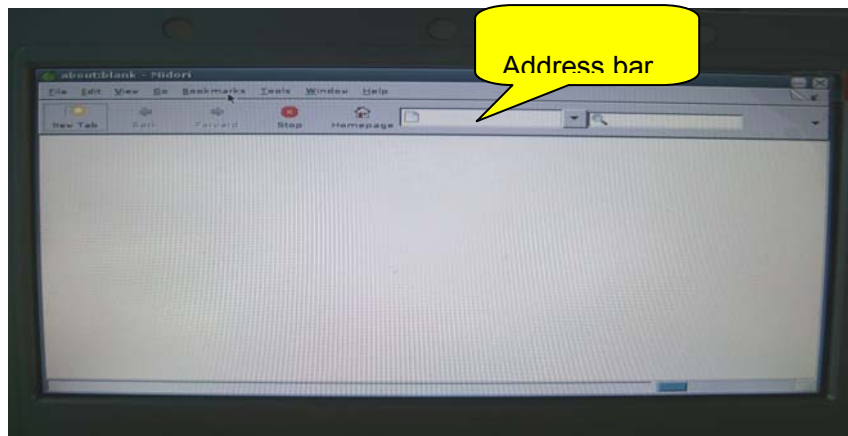 Address bar
about:blank - Midori
File Edit View Go Bookmarks Tools Window Help
New Tab Back Forward Stop Homepage